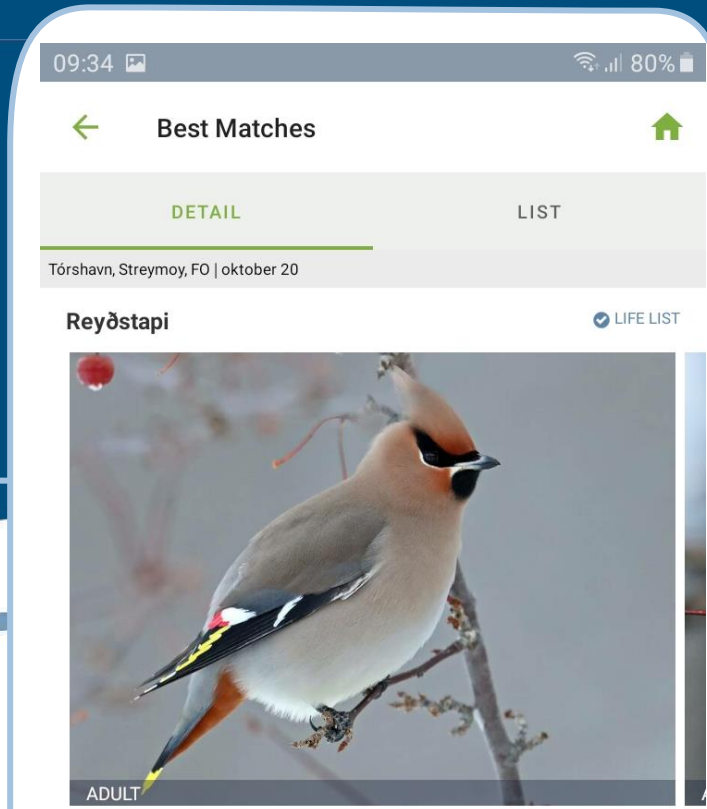 09:34 80%
Best Matches
DETAIL LIST
Tórshavn, Streymoy, FO | oktober 20
Reyðstapi LIFE LIST
ADULT